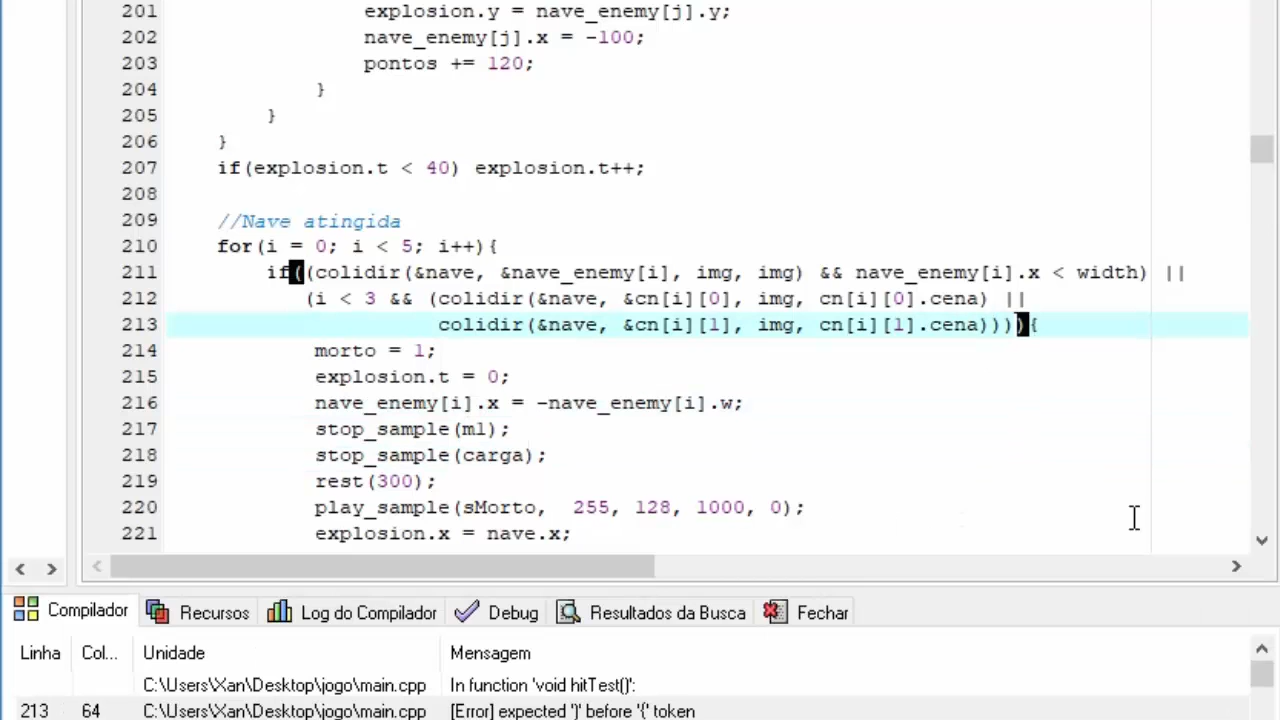 201 explosion.y = nave_enemy[j].y;
202 nave_enemy[j].x = -100;
203 pontos += 120;
204 }
205 }
206 }
207 if(explosion.t < 40) explosion.t++;
208
209 //Nave atingida
210 for(i = 0; i < 5; i++){
211 if((colidir(&nave, &nave_enemy[i], img, img) && nave_enemy[i].x < width) ||
212 (i < 3 && (colidir(&nave, &cn[i][0], img, cn[i][0].cena) ||
213 colidir(&nave, &cn[i][1], img, cn[i][1].cena)))){
214 morto = 1;
215 explosion.t = 0;
216 nave_enemy[i].x = -nave_enemy[i].w;
217 stop_sample(m1);
218 stop_sample(carga);
219 rest(300);
220 play_sample(sMorto, 255, 128, 1000, 0);
221 explosion.x = nave.x;
Compilador Recursos Log do Compilador Debug Resultados da Busca Fechar
Linha Col... Unidade Mensagem
C:\Users\Xan\Desktop\jogo\main.cpp In function 'void hitTest()':
213 64 C:\Users\Xan\Desktop\jogo\main.cpp [Error] expected ')' before '{' token